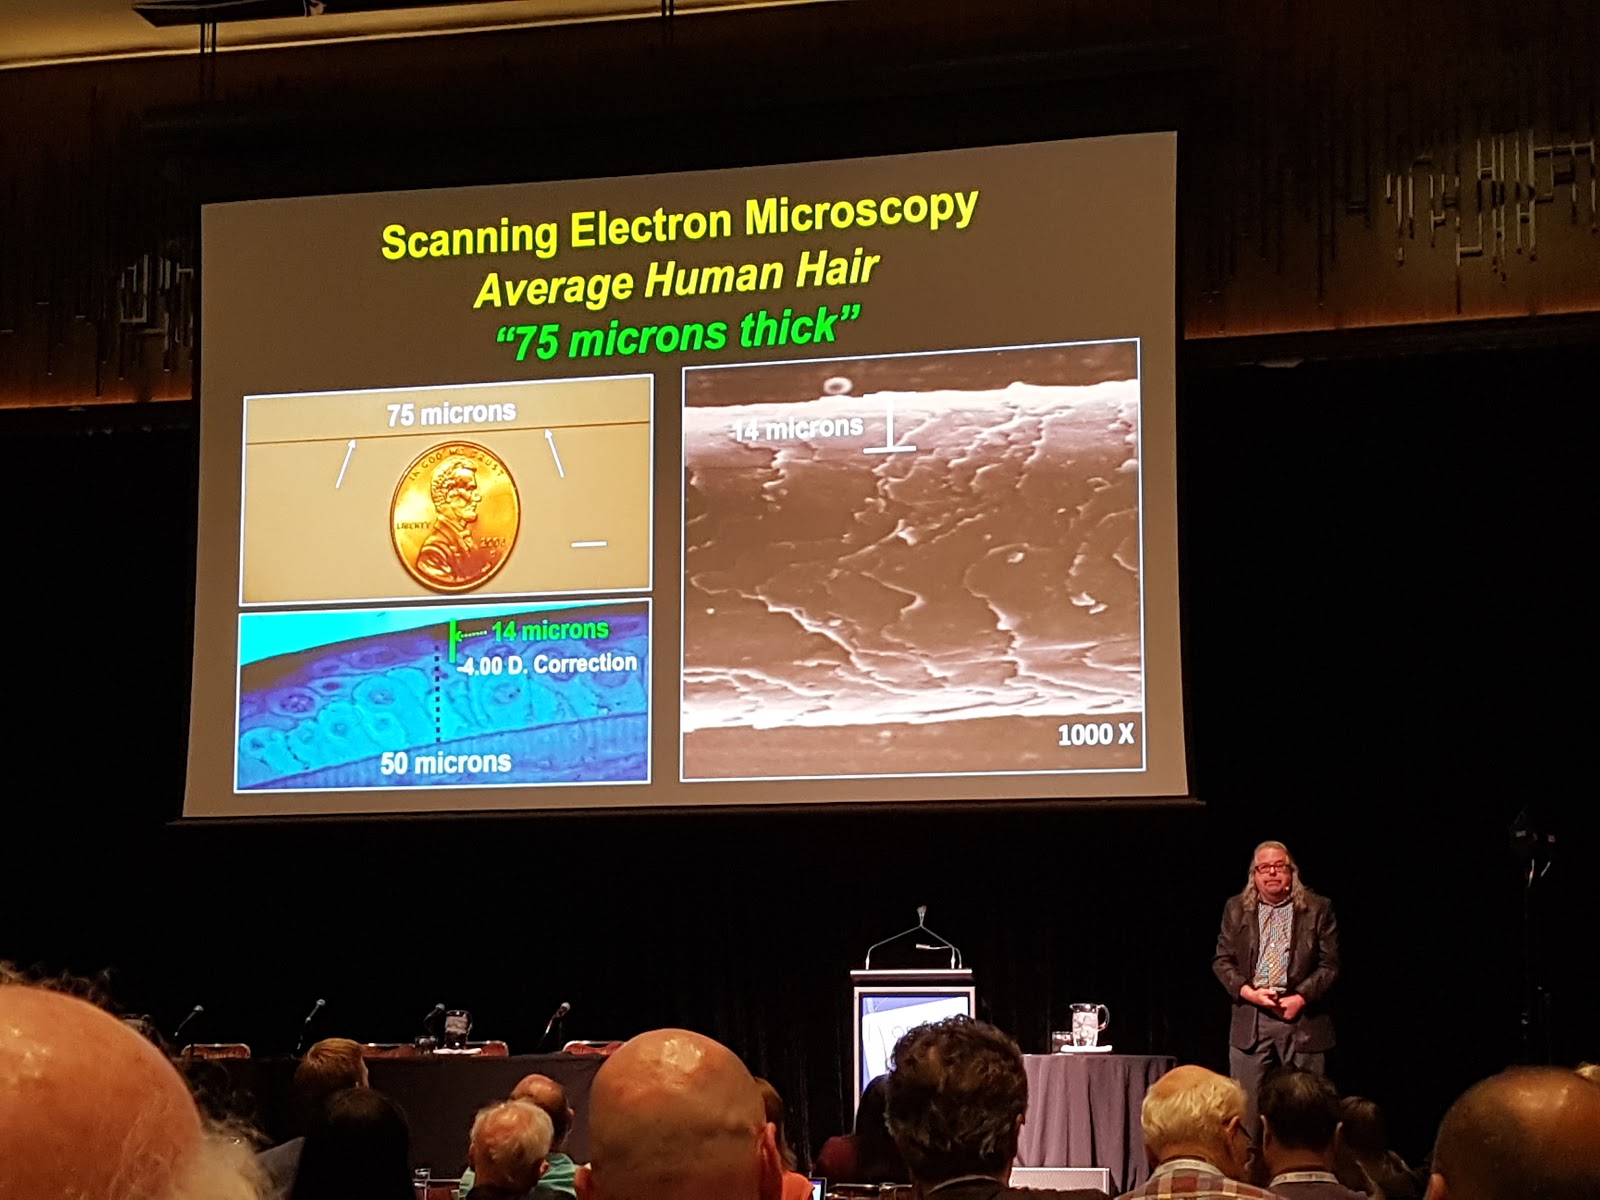 Scanning Electron Microscopy
Average Human Hair
“75 microns thick”
75 microns
IN GOD WE TRUST
LIBERTY
14 microns
-4.00 D. Correction
50 microns
14 microns
1000 X